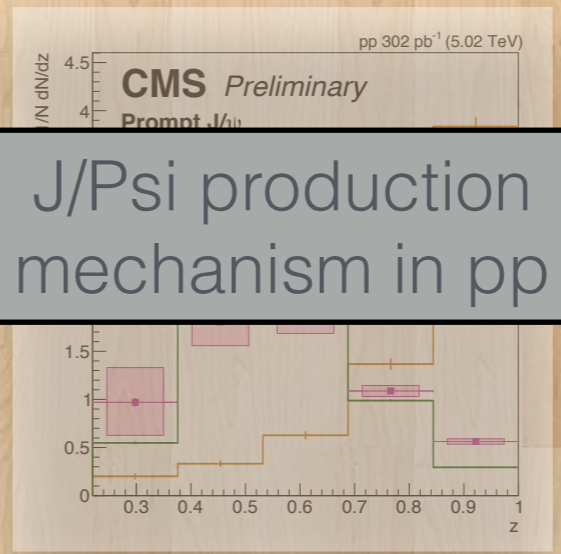 pp 302 pb⁻¹ (5.02 TeV)
1/N dN/dz
4.5
CMS Preliminary
4
Prompt J/ψ
J/Psi production
mechanism in pp
1.5
1
0.5
0
0.3 0.4 0.5 0.6 0.7 0.8 0.9 1
z